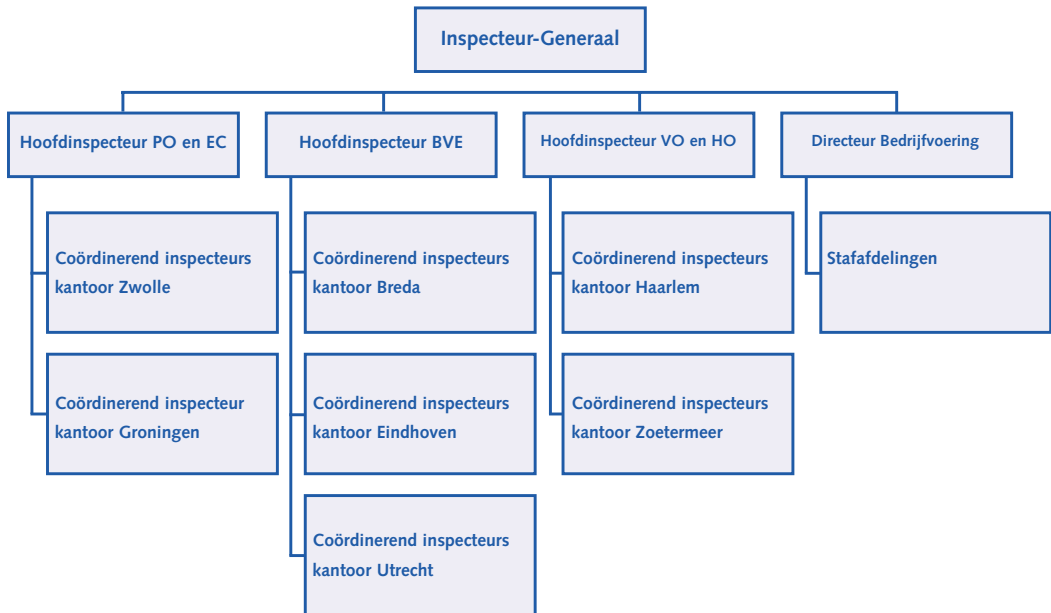 Inspecteur-Generaal
Hoofdinspecteur PO en EC
Hoofdinspecteur BVE
Hoofdinspecteur VO en HO
Directeur Bedrijfvoering
Coördinerend inspecteurs
kantoor Zwolle
Coördinerend inspecteurs
kantoor Breda
Coördinerend inspecteurs
kantoor Haarlem
Stafafdelingen
Coördinerend inspecteur
kantoor Groningen
Coördinerend inspecteurs
kantoor Eindhoven
Coördinerend inspecteurs
kantoor Zoetermeer
Coördinerend inspecteurs
kantoor Utrecht